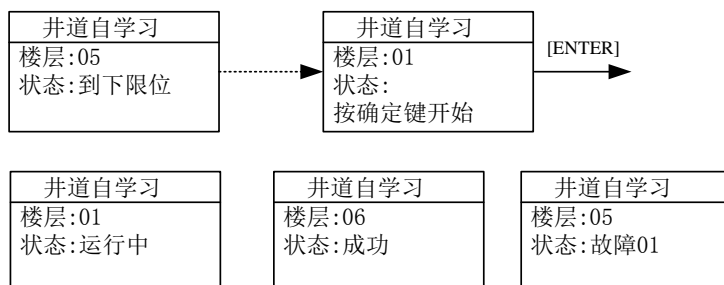 井道自学习
楼层:05
状态:到下限位
井道自学习
楼层:01
状态:
按确定键开始
[ENTER]
井道自学习
楼层:01
状态:运行中
井道自学习
楼层:06
状态:成功
井道自学习
楼层:05
状态:故障01